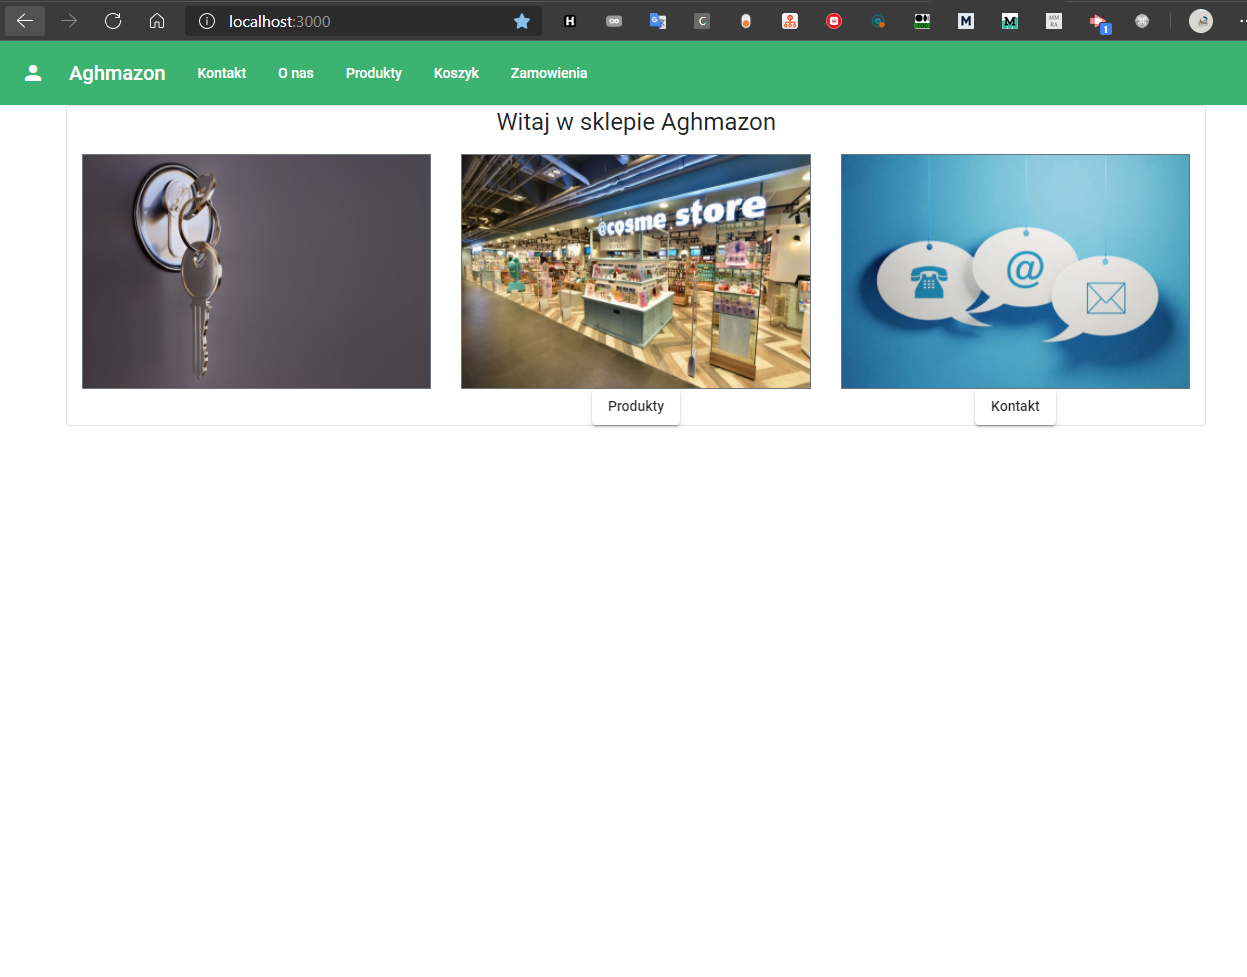 localhost:3000
Aghmazon Kontakt O nas Produkty Koszyk Zamowienia
Witaj w sklepie Aghmazon
@cosme store
@
Produkty Kontakt